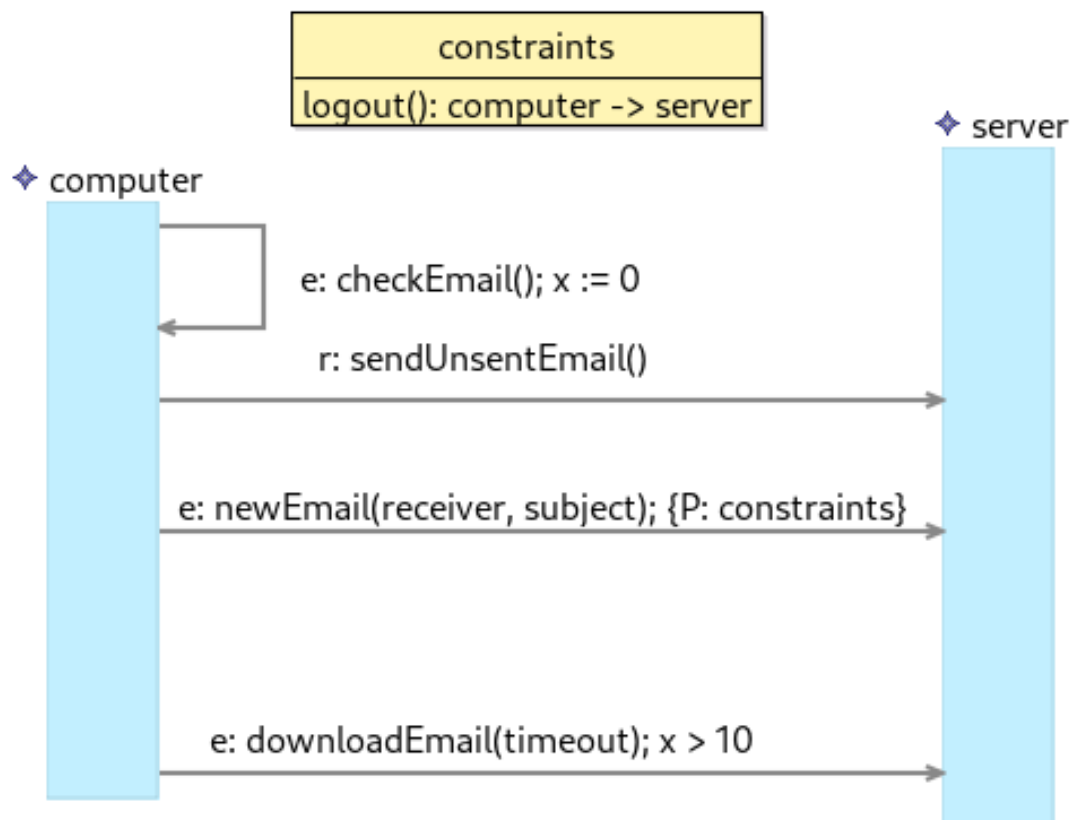 constraints
logout(): computer -> server
server
computer
e: checkEmail(); x := 0
r: sendUnsentEmail()
e: newEmail(receiver, subject); {P: constraints}
e: downloadEmail(timeout); x > 10